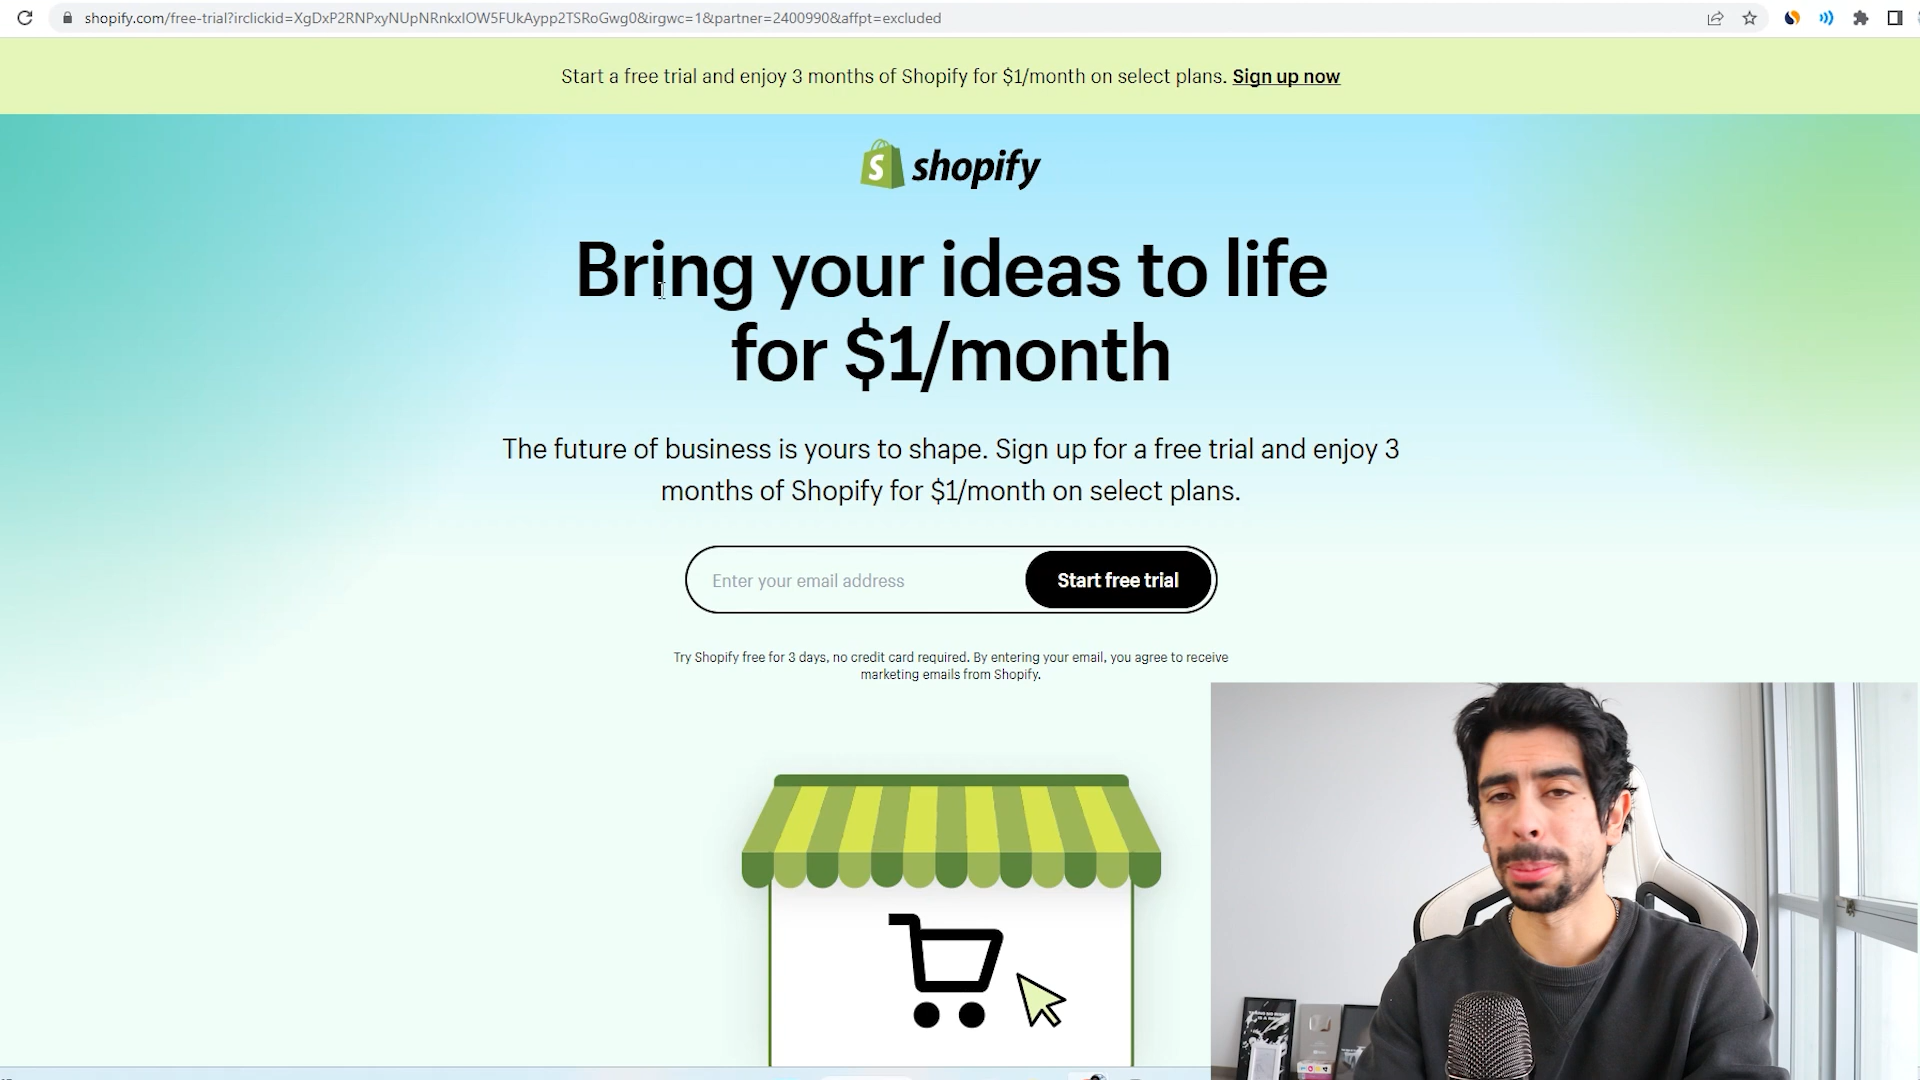 shopify.com/free-trial?irclickid=XgDxP2RNPxyNUpNRnkxIOW5FUkAypp2TSRoGwg0&irgwc=1&partner=2400990&affpt=excluded
Start a free trial and enjoy 3 months of Shopify for $1/month on select plans. Sign up now
shopify
Bring your ideas to life
for $1/month
The future of business is yours to shape. Sign up for a free trial and enjoy 3
months of Shopify for $1/month on select plans.
Enter your email address
Start free trial
Try Shopify free for 3 days, no credit card required. By entering your email, you agree to receive
marketing emails from Shopify.